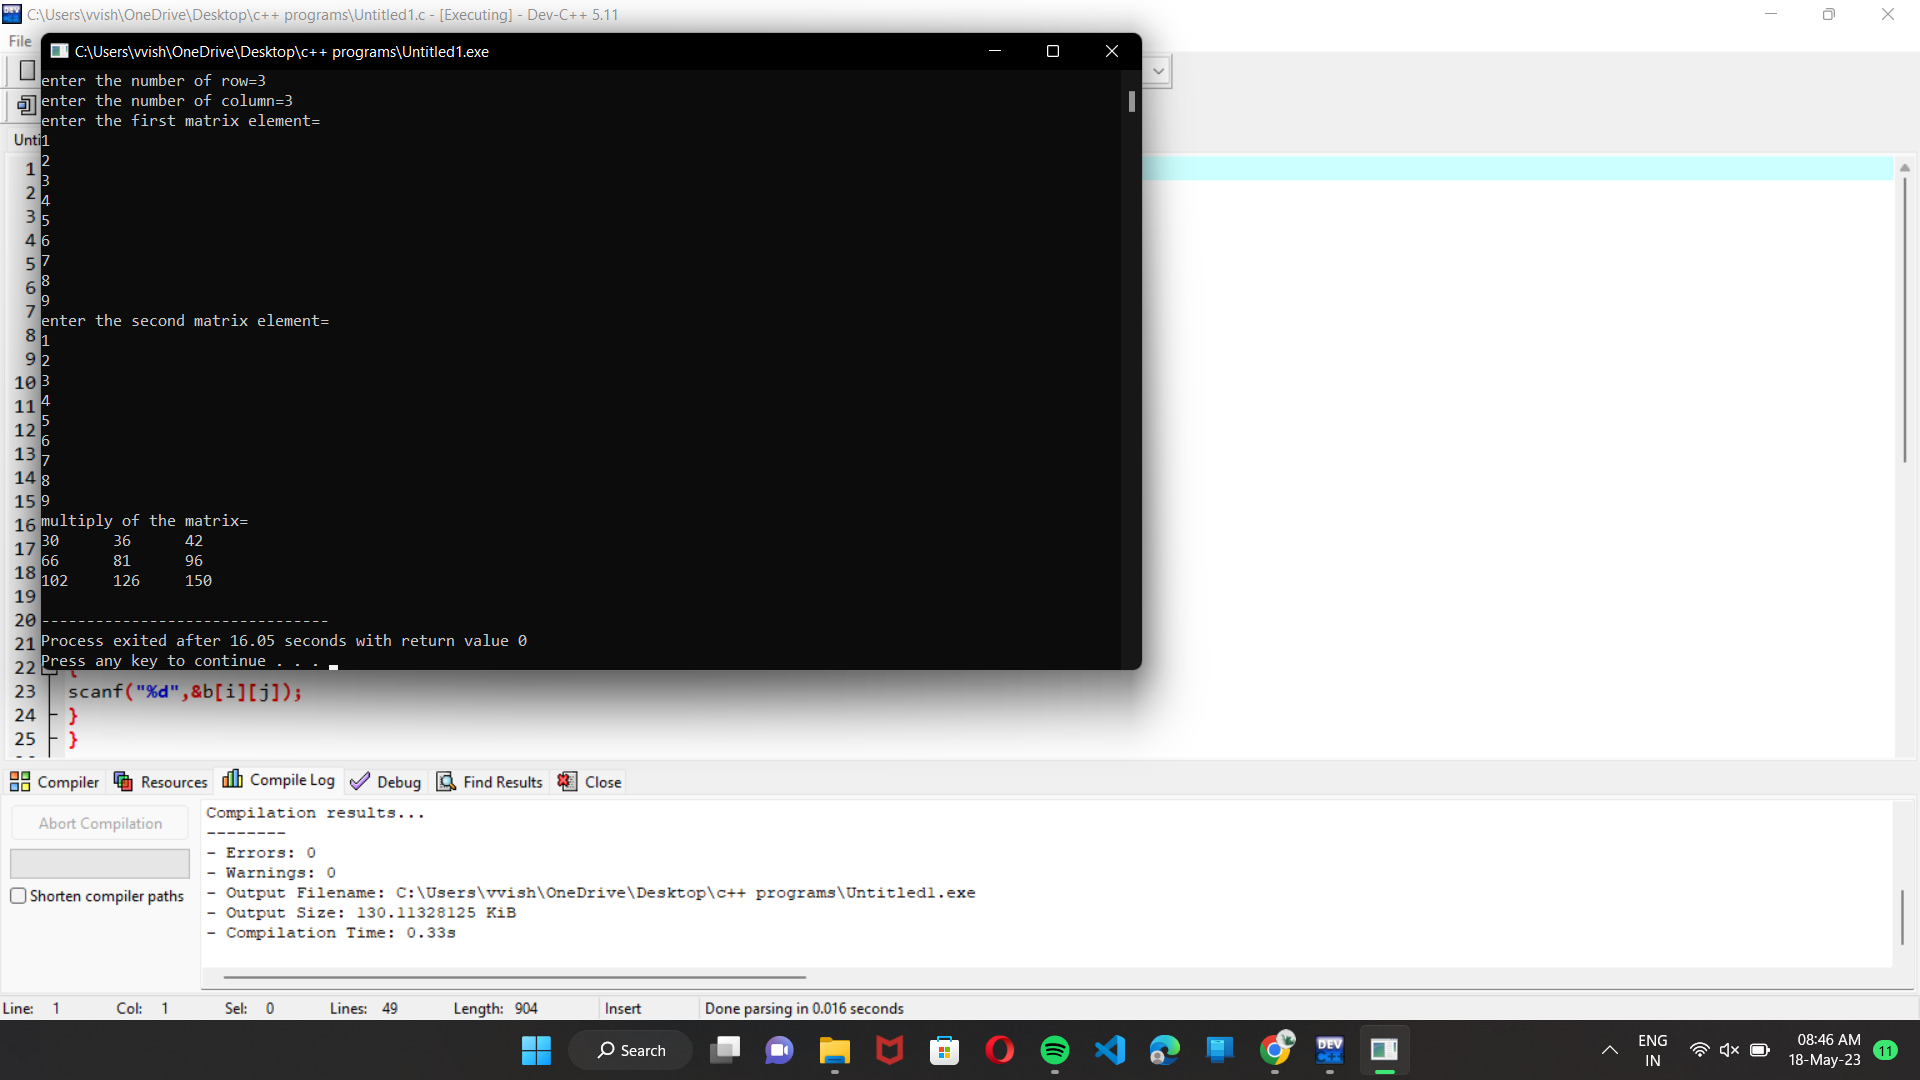 C:\Users\vvish\OneDrive\Desktop\c++ programs\Untitled1.c - [Executing] - Dev-C++ 5.11
File
C:\Users\vvish\OneDrive\Desktop\c++ programs\Untitled1.exe
enter the number of row=3
enter the number of column=3
enter the first matrix element=
1
2
3
4
5
6
7
8
9
enter the second matrix element=
1
2
3
4
5
6
7
8
9
multiply of the matrix=
30 36 42
66 81 96
102 126 150
-------------------------------
Process exited after 16.05 seconds with return value 0
Press any key to continue . . .
Unti
1
2
3
4
5
6
7
8
9
10
11
12
13
14
15
16
17
18
19
20
21
22 {
23 scanf("%d",&b[i][j]);
24 }
25 }
Compiler Resources Compile Log Debug Find Results Close
Abort Compilation
Shorten compiler paths
Compilation results...
--------
- Errors: 0
- Warnings: 0
- Output Filename: C:\Users\vvish\OneDrive\Desktop\c++ programs\Untitled1.exe
- Output Size: 130.11328125 KiB
- Compilation Time: 0.33s
Line: 1 Col: 1 Sel: 0 Lines: 49 Length: 904 Insert Done parsing in 0.016 seconds
Search
DEV C++
ENG
IN
08:46 AM
18-May-23
11